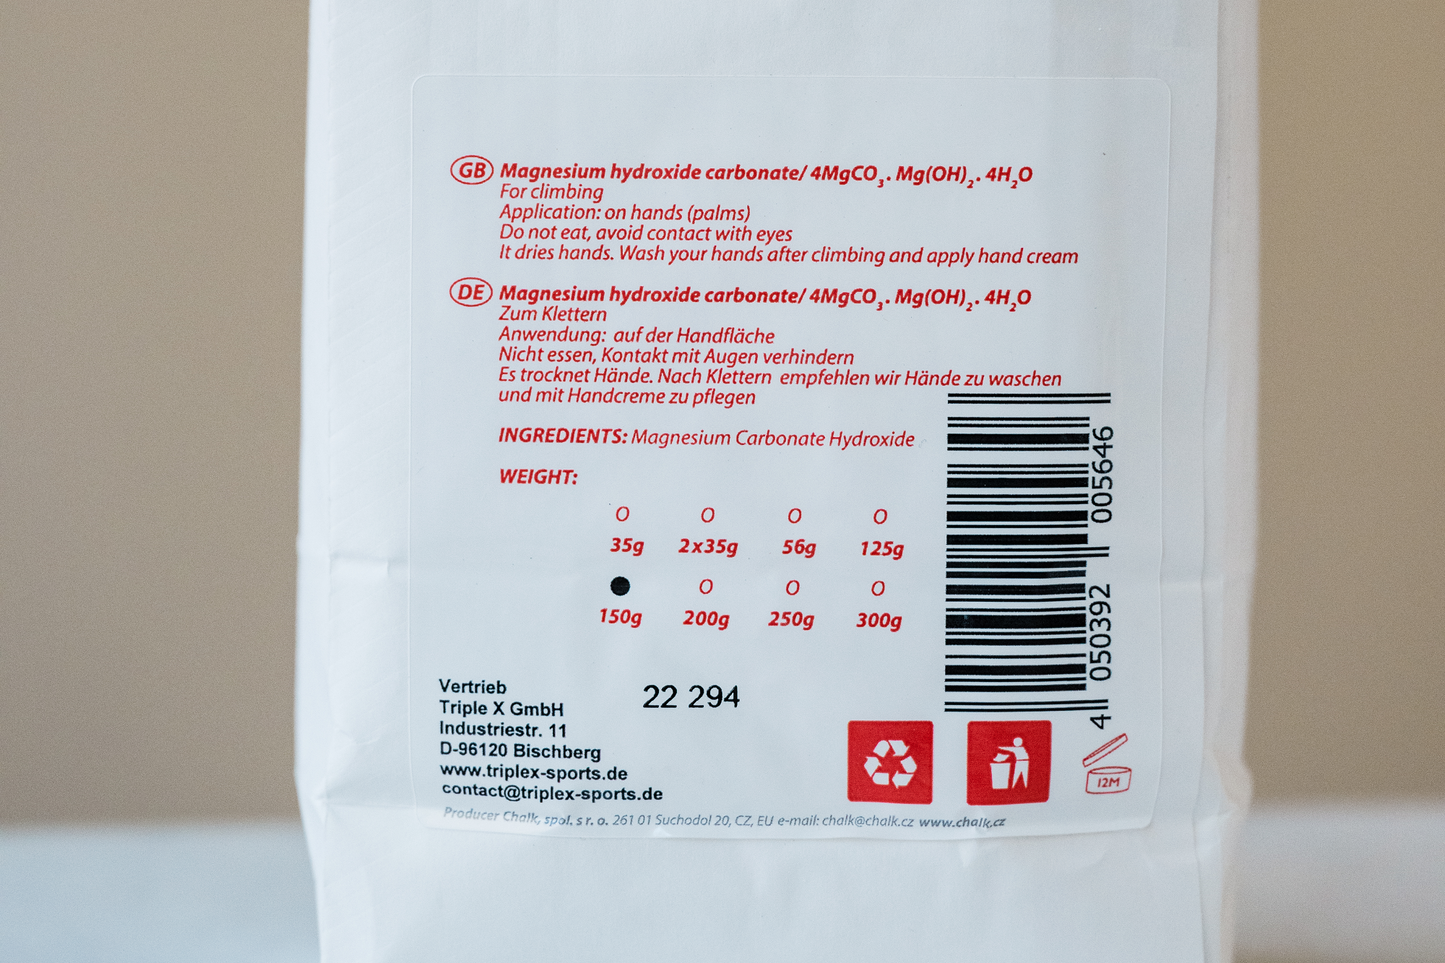 GB Magnesium hydroxide carbonate/ 4MgCO₃. Mg(OH)₂. 4H₂O
For climbing
Application: on hands (palms)
Do not eat, avoid contact with eyes
It dries hands. Wash your hands after climbing and apply hand cream
DE Magnesium hydroxide carbonate/ 4MgCO₃. Mg(OH)₂. 4H₂O
Zum Klettern
Anwendung: auf der Handfläche
Nicht essen, Kontakt mit Augen verhindern
Es trocknet Hände. Nach Klettern empfehlen wir Hände zu waschen
und mit Handcreme zu pflegen
INGREDIENTS: Magnesium Carbonate Hydroxide
WEIGHT:
35g 2x35g 56g 125g
150g 200g 250g 300g
4 050392 005646
22 294
Vertrieb
Triple X GmbH
Industriestr. 11
D-96120 Bischberg
www.triplex-sports.de
contact@triplex-sports.de
12M
Producer Chalk, spol. s r. o. 261 01 Suchodol 20, CZ, EU e-mail: chalk@chalk.cz www.chalk.cz